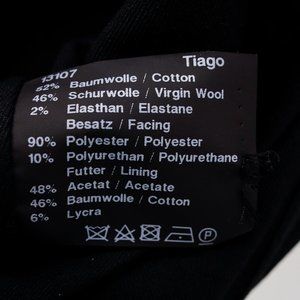 Tiago
13107
52% Baumwolle / Cotton
46% Schurwolle / Virgin Wool
2% Elasthan / Elastane
Besatz / Facing
90% Polyester / Polyester
10% Polyurethan / Polyurethane
Futter / Lining
48% Acetat / Acetate
46% Baumwolle / Cotton
6% Lycra
P